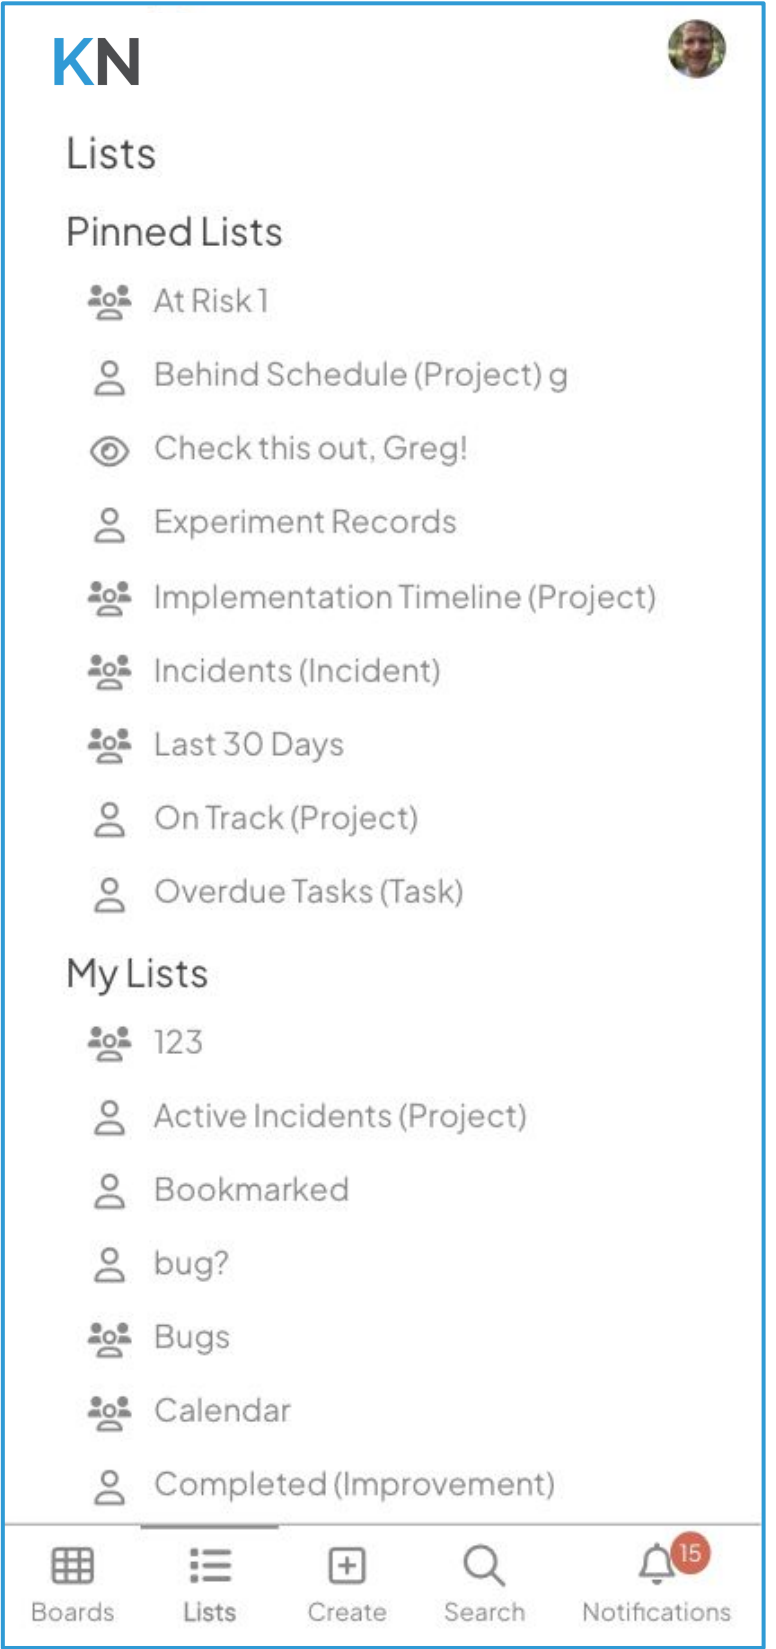 KN
Lists
Pinned Lists
At Risk 1
Behind Schedule (Project) g
Check this out, Greg!
Experiment Records
Implementation Timeline (Project)
Incidents (Incident)
Last 30 Days
On Track (Project)
Overdue Tasks (Task)
My Lists
123
Active Incidents (Project)
Bookmarked
bug?
Bugs
Calendar
Completed (Improvement)
15
Boards Lists Create Search Notifications